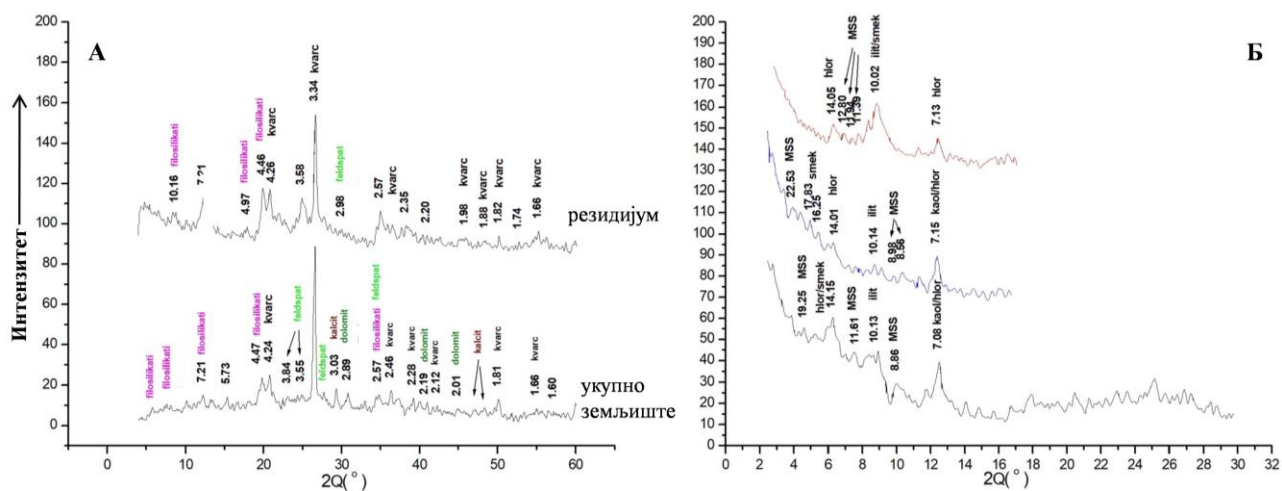 А
Интензитет
200
180
160
140
120
100
80
60
40
20
0
10.16 filosilikati
7.21
4.97 filosilikati
4.46 filosilikati
4.26 kvarc
3.58
3.34 kvarc
2.98 feldspat
2.57
kvarc
2.35
2.20
1.98 kvarc
1.88 kvarc
1.82
1.74
1.66 kvarc
резидијум
filosilikati
filosilikati
7.21 filosilikati
5.73
4.47 filosilikati
4.24 kvarc
3.84
3.55
feldspat
feldspat
3.03 kalcit
2.89 dolomit
2.57 filosilikati feldspat
2.46 kvarc
2.28 kvarc
2.19 dolomit
2.12 kvarc
2.01 dolomit
kalcit
1.81 kvarc
1.66 kvarc
1.60
укупно
земљиште
0 10 20 30 40 50 60
2Q(°)
Б
200
190
180
170
160
150
140
130
120
110
100
90
80
70
60
50
40
30
20
10
0
14.05 hlor
12.80
11.94
11.39
MSS
10.02 ilit/smek
7.13 hlor
22.53 MSS
17.83 smek
16.25
14.01 hlor
10.14 ilit
8.98
8.56
MSS
7.15 kaol/hlor
19.25 MSS
hlor/smek
14.15
11.61 MSS
10.13 ilit
8.86 MSS
7.08 kaol/hlor
0 2 4 6 8 10 12 14 16 18 20 22 24 26 28 30 32
2Q(°)